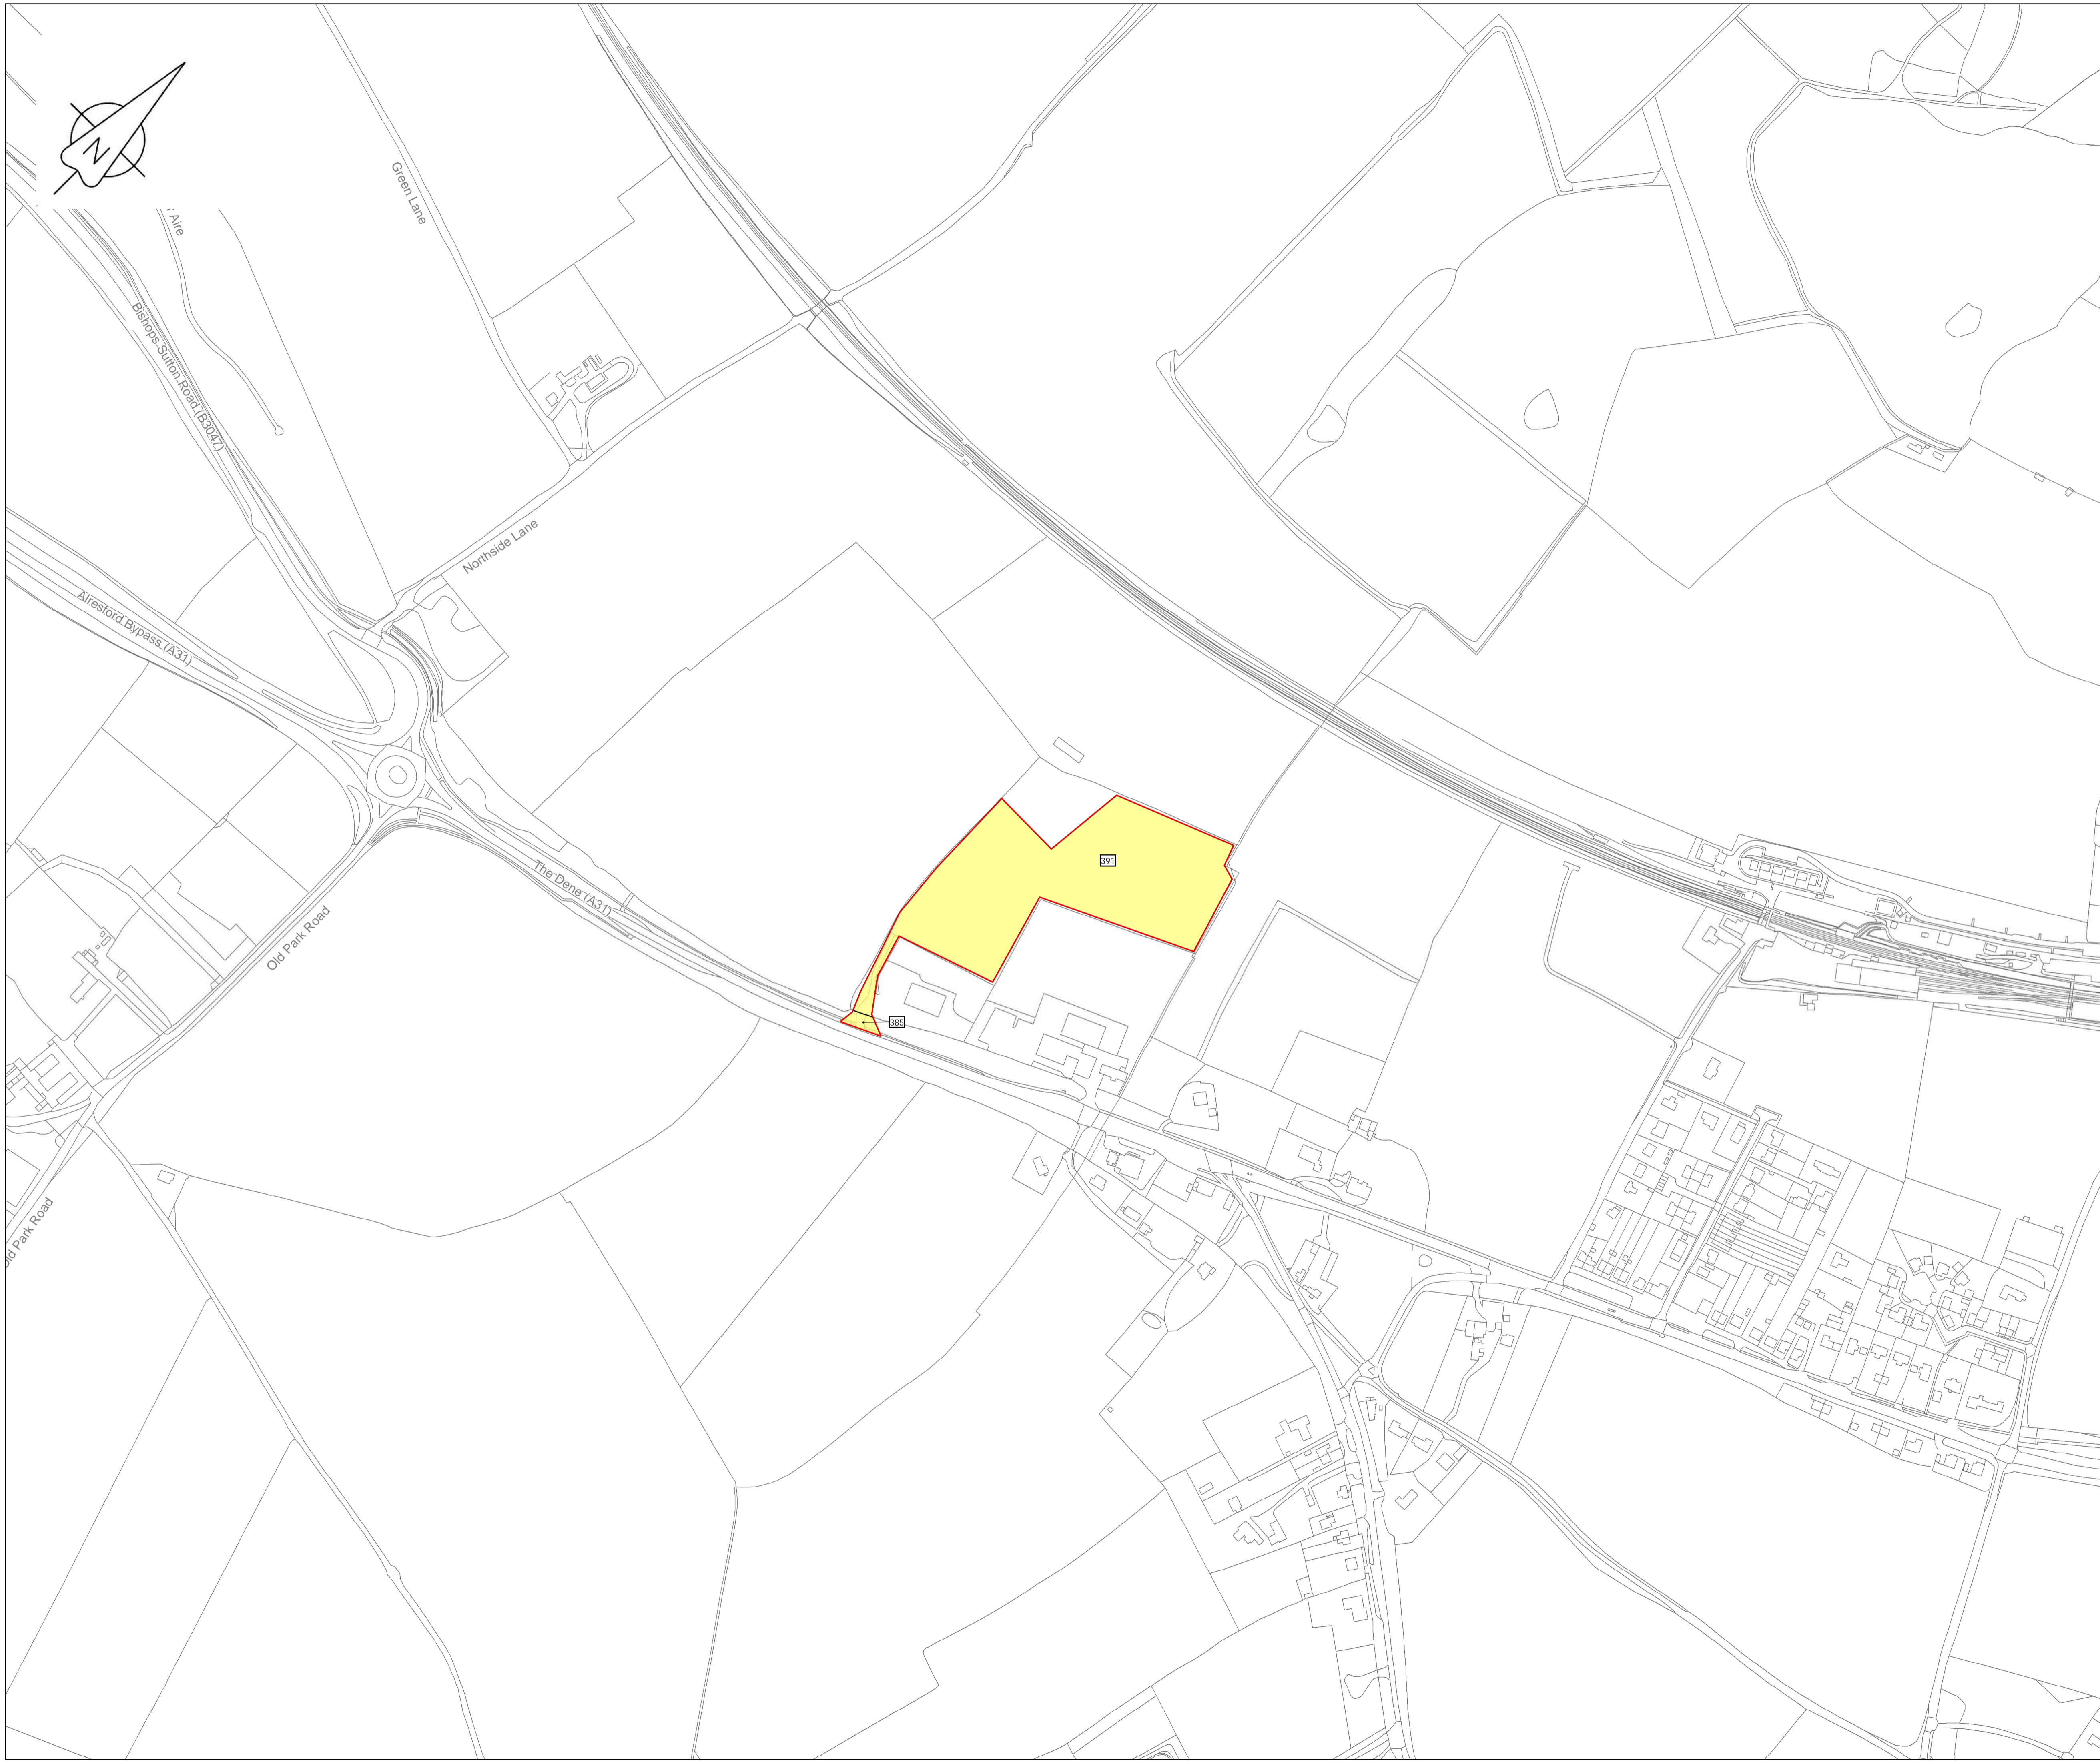 N
Aire
Green Lane
Bishops Sutton Road (B3047)
Northside Lane
Alresford Bypass (A31)
391
The Dene (A31)
Old Park Road
385
Old Park Road